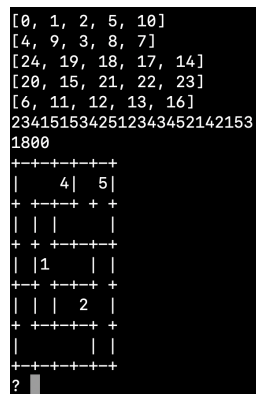 [0, 1, 2, 5, 10]
[4, 9, 3, 8, 7]
[24, 19, 18, 17, 14]
[20, 15, 21, 22, 23]
[6, 11, 12, 13, 16]
2341515342512343452142153
1800
+-+-+-+-+-+
|    4|  5|
+ +-+-+ + +
| | |     |
+ + +-+-+-+
| |1    | |
+-+ +-+-+ +
| | |  2  |
+ +-+-+-+ +
|       | |
+-+-+-+-+-+
?